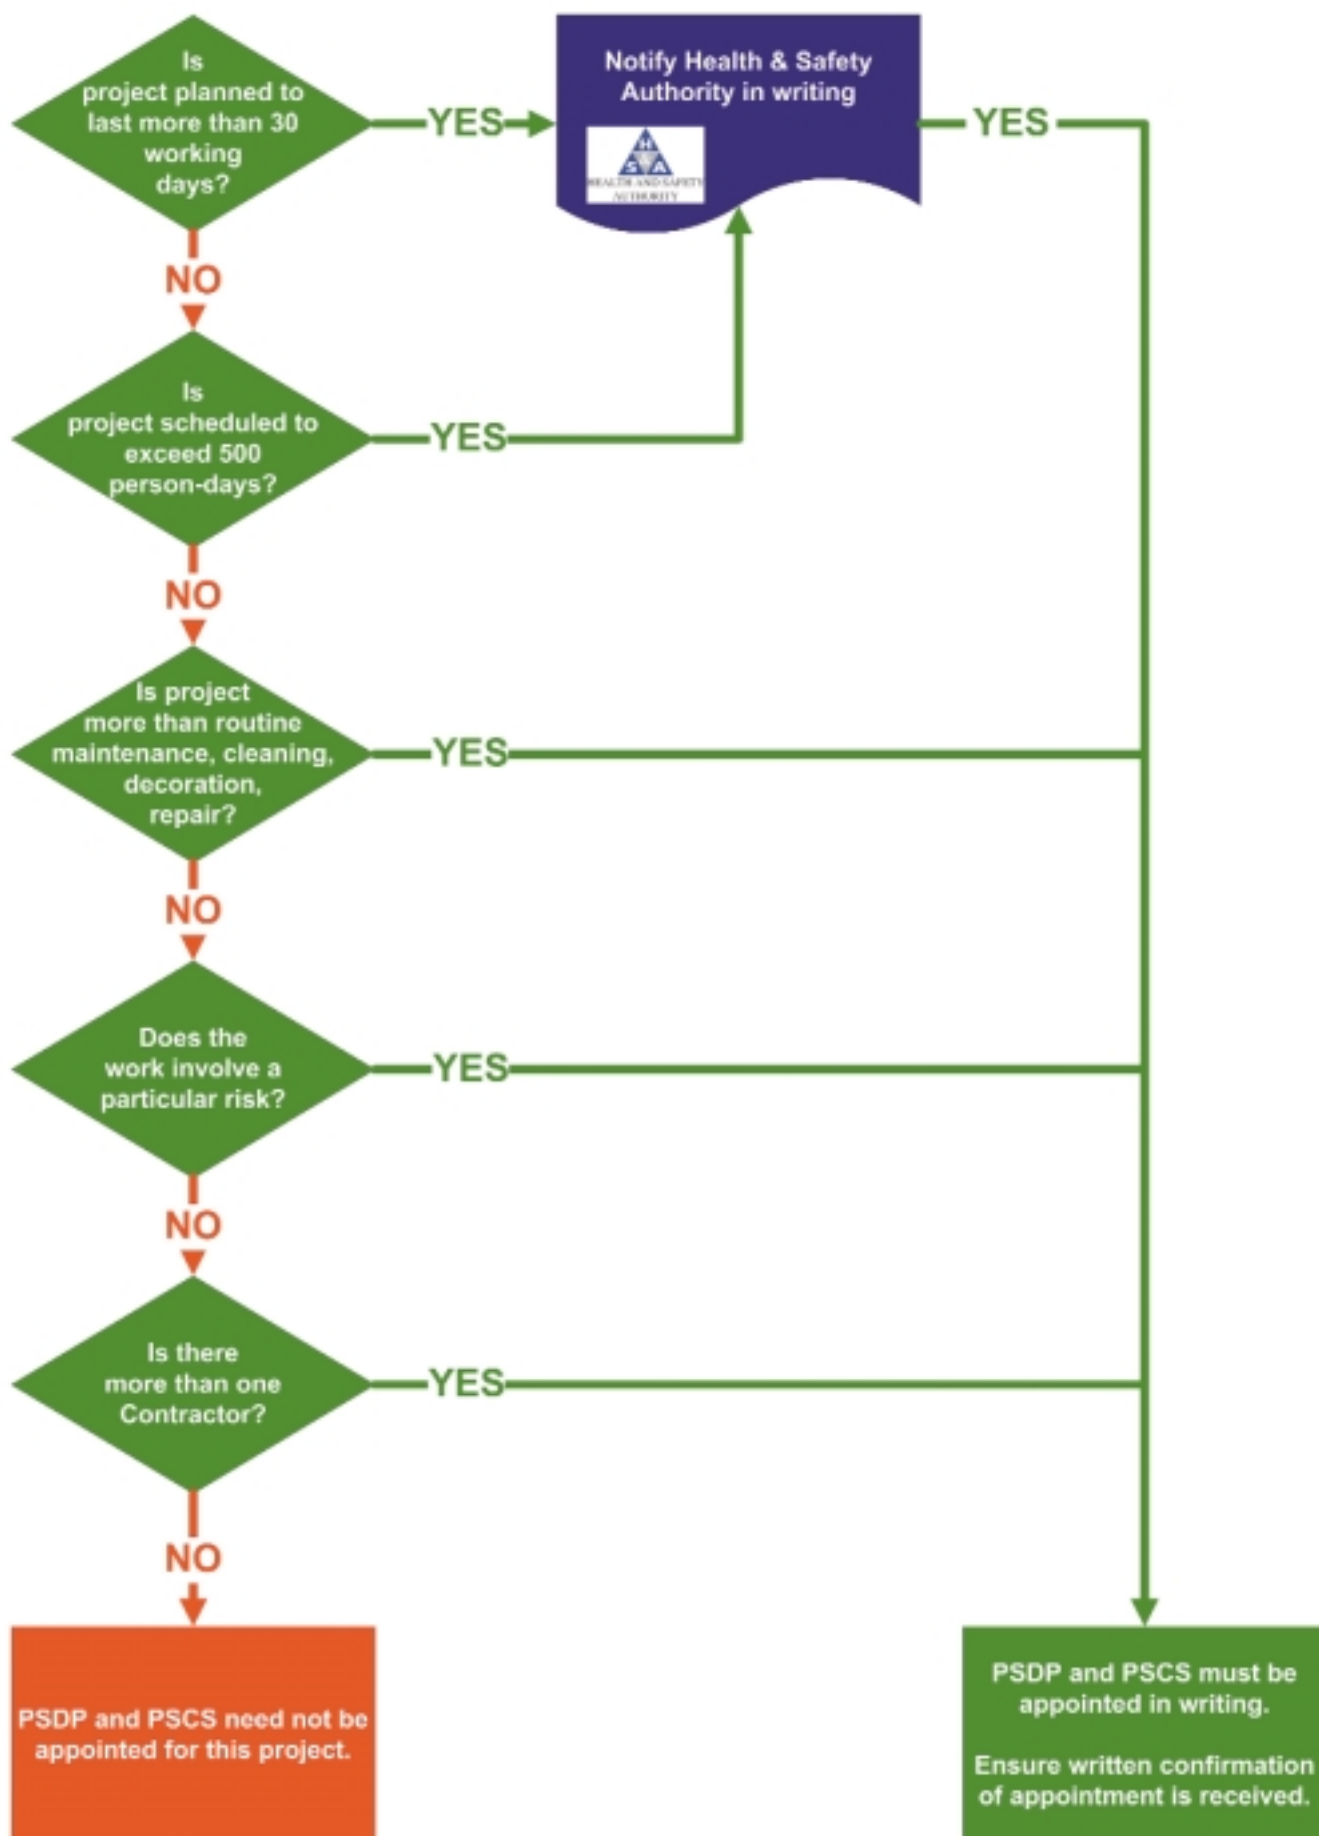 Is
project planned to
last more than 30
working
days?
YES
Notify Health & Safety
Authority in writing
H
S A
HEALTH AND SAFETY
AUTHORITY
YES
NO
Is
project scheduled to
exceed 500
person-days?
YES
NO
Is project
more than routine
maintenance, cleaning,
decoration,
repair?
YES
NO
Does the
work involve a
particular risk?
YES
NO
Is there
more than one
Contractor?
YES
NO
PSDP and PSCS need not be
appointed for this project.
PSDP and PSCS must be
appointed in writing.
Ensure written confirmation
of appointment is received.